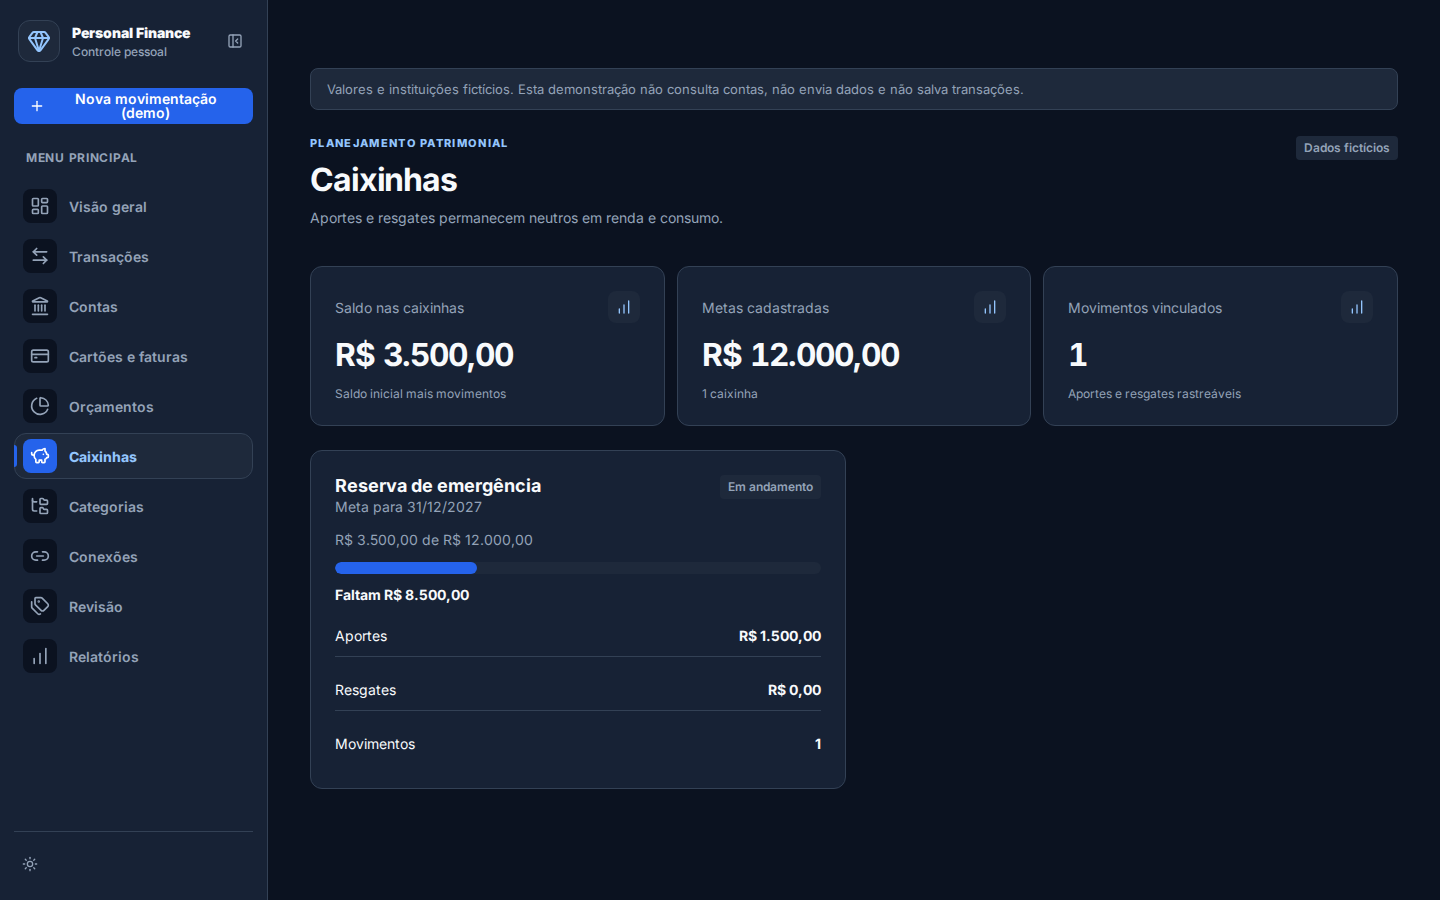 Personal Finance
Controle pessoal
Nova movimentação
(demo)
MENU PRINCIPAL
Visão geral
Transações
Contas
Cartões e faturas
Orçamentos
Caixinhas
Categorias
Conexões
Revisão
Relatórios
Valores e instituições fictícios. Esta demonstração não consulta contas, não envia dados e não salva transações.
PLANEJAMENTO PATRIMONIAL
Dados fictícios
Caixinhas
Aportes e resgates permanecem neutros em renda e consumo.
Saldo nas caixinhas
R$ 3.500,00
Saldo inicial mais movimentos
Metas cadastradas
R$ 12.000,00
1 caixinha
Movimentos vinculados
1
Aportes e resgates rastreáveis
Reserva de emergência
Em andamento
Meta para 31/12/2027
R$ 3.500,00 de R$ 12.000,00
Faltam R$ 8.500,00
Aportes R$ 1.500,00
Resgates R$ 0,00
Movimentos 1